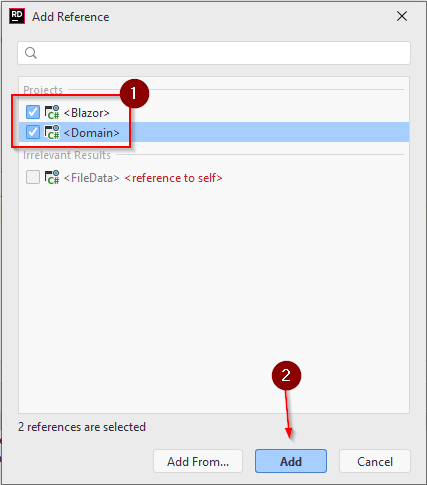 RD
Add Reference
Projects
1
C# <Blazor>
C# <Domain>
Irrelevant Results
C# <FileData> <reference to self>
2
2 references are selected
Add From... Add Cancel